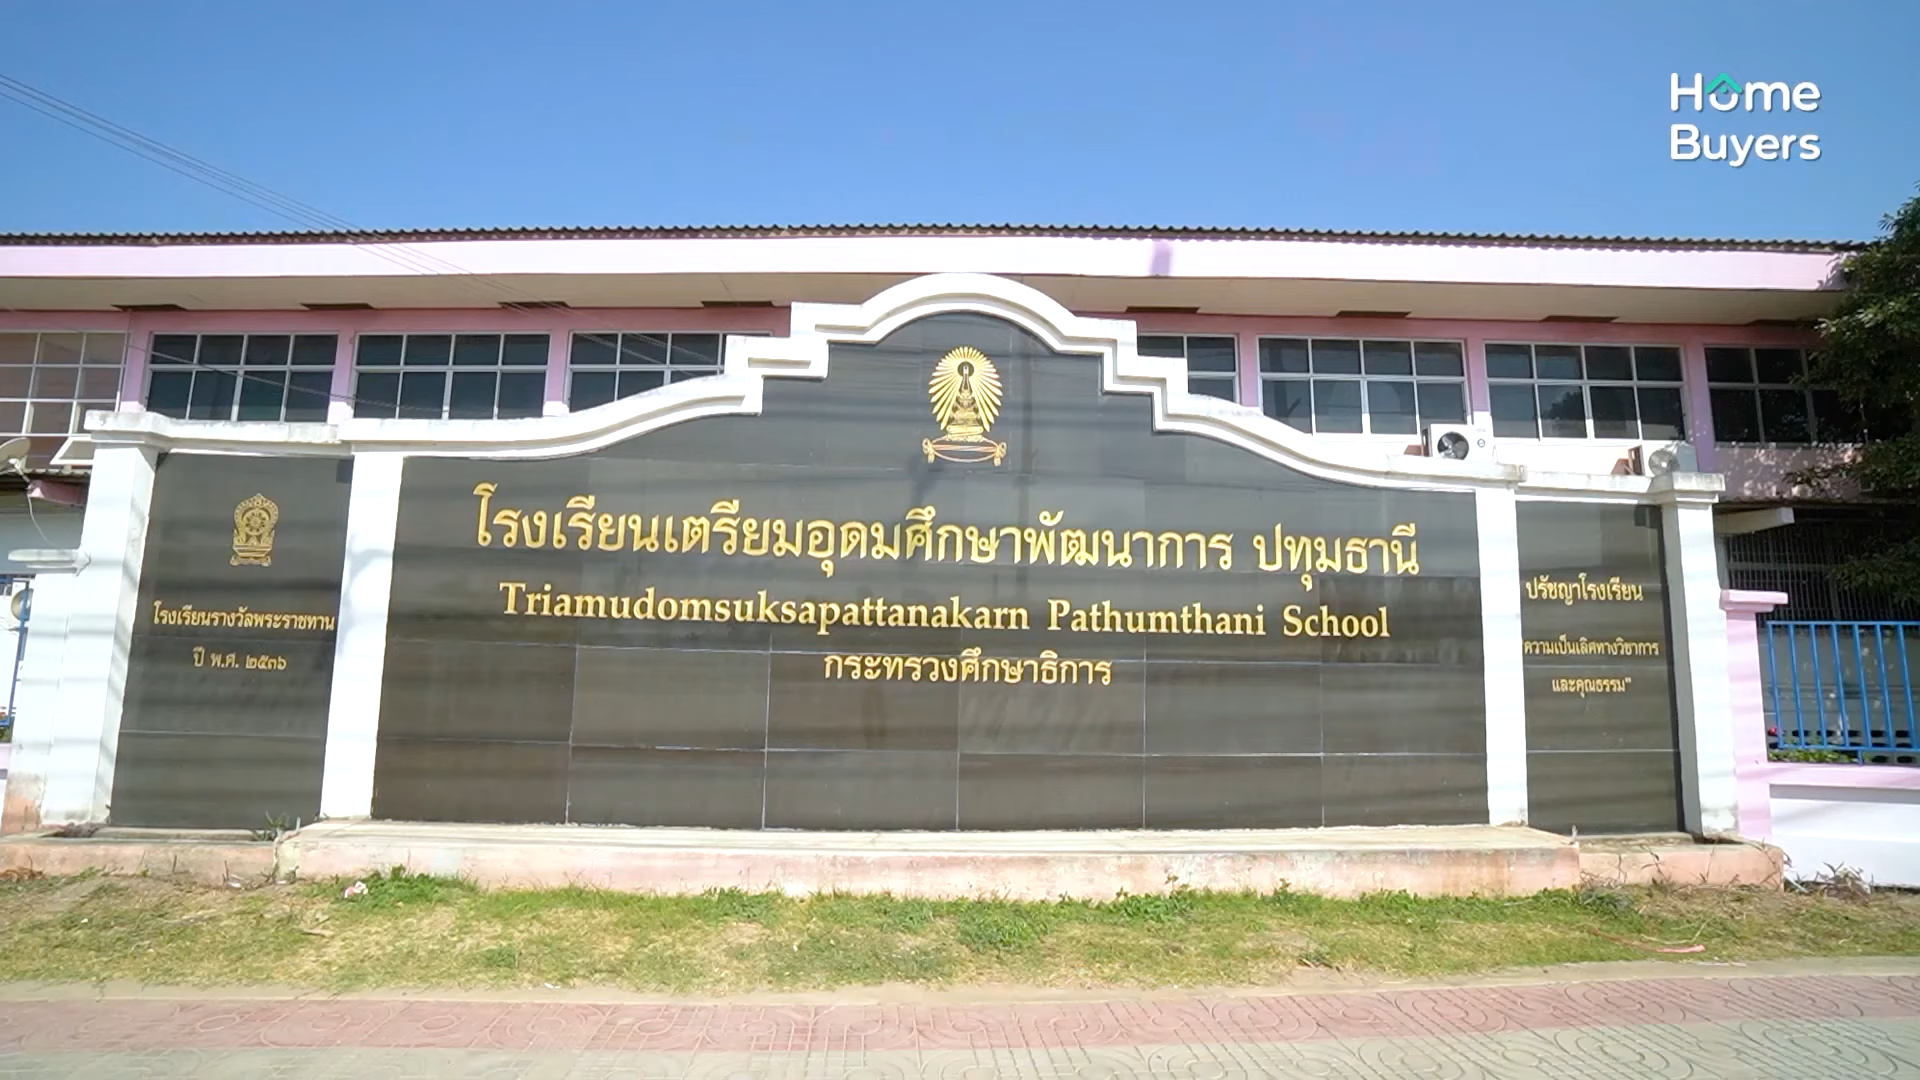 Home
Buyers
โรงเรียนเตรียมอุดมศึกษาพัฒนาการ ปทุมธานี
Triamudomsuksapattanakarn Pathumthani School
กระทรวงศึกษาธิการ
โรงเรียนรางวัลพระราชทาน
ปี พ.ศ. ๒๕๓๖
ปรัชญาโรงเรียน
ความเป็นเลิศทางวิชาการ
และคุณธรรม"